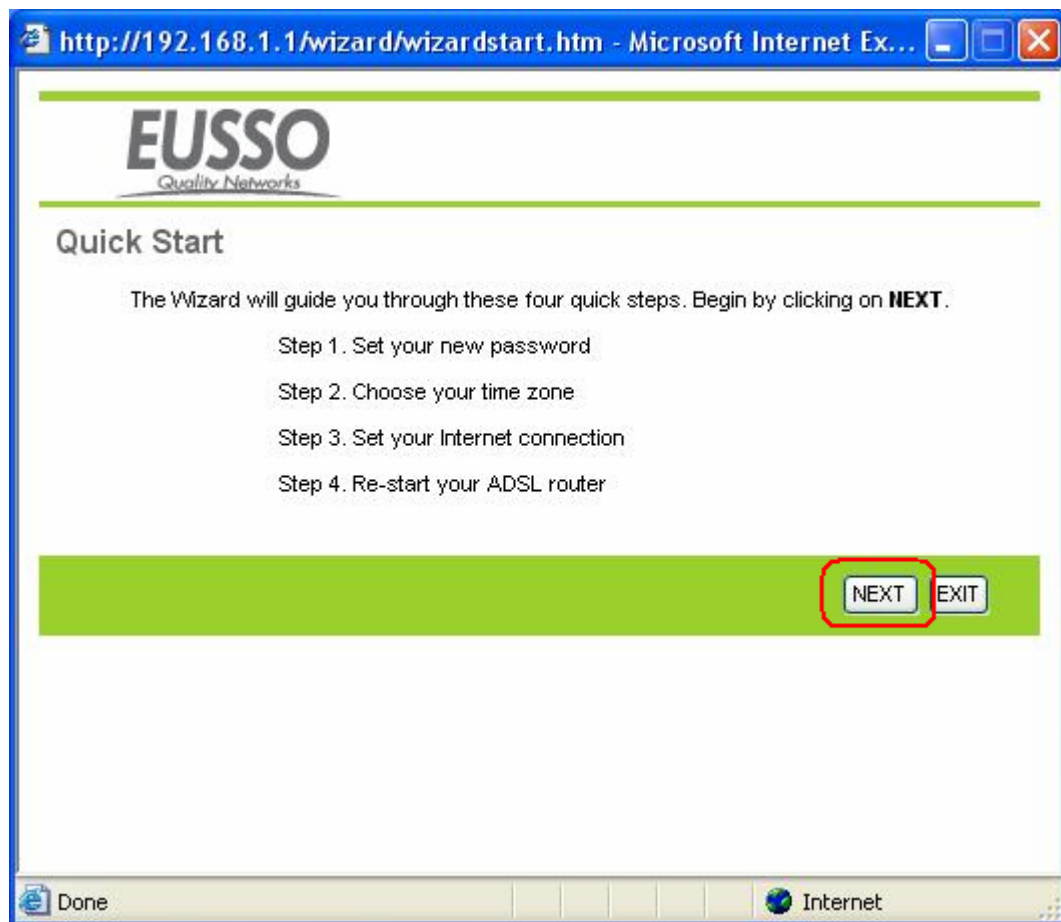 http://192.168.1.1/wizard/wizardstart.htm - Microsoft Internet Ex...
EUSSO
Quality Networks
Quick Start
The Wizard will guide you through these four quick steps. Begin by clicking on NEXT.
Step 1. Set your new password
Step 2. Choose your time zone
Step 3. Set your Internet connection
Step 4. Re-start your ADSL router
NEXT EXIT
Done Internet